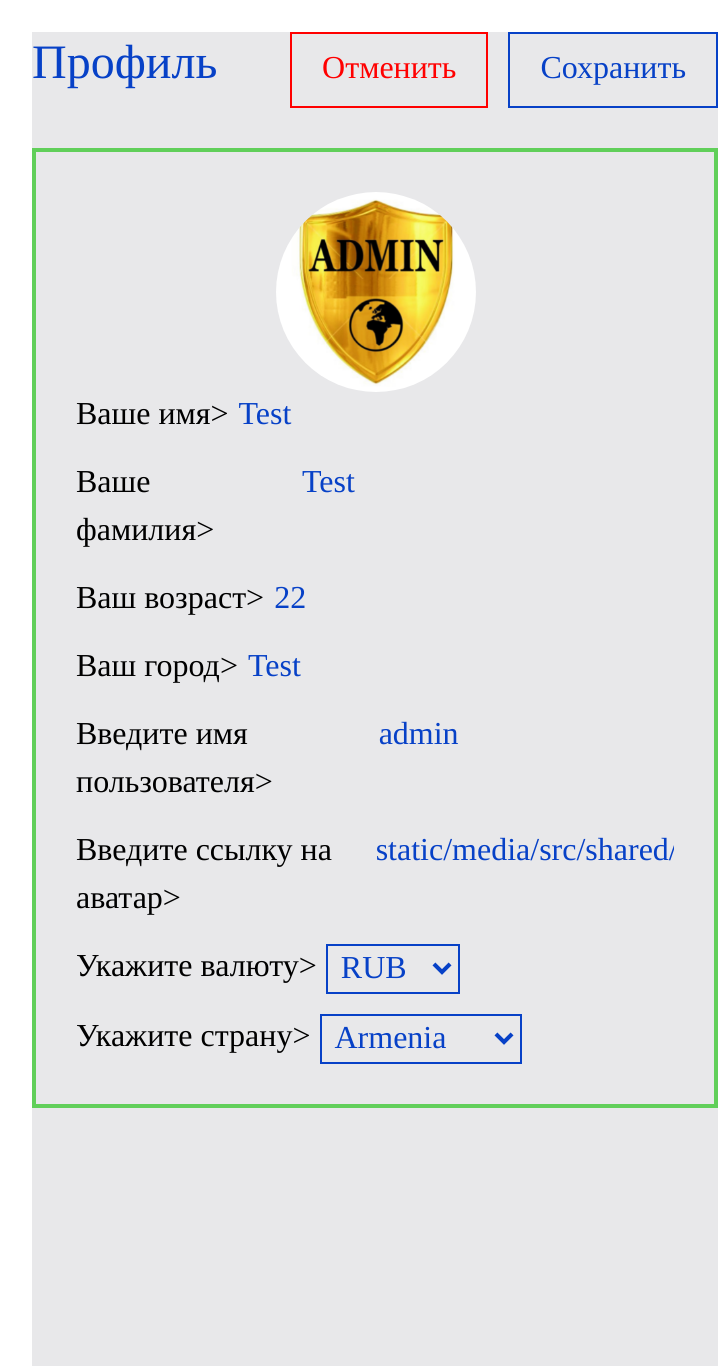 Профиль
Отменить
Сохранить
ADMIN
Ваше имя> Test
Ваше Test
фамилия>
Ваш возраст> 22
Ваш город> Test
Введите имя admin
пользователя>
Введите ссылку на static/media/src/shared/
аватар>
Укажите валюту> RUB
Укажите страну> Armenia